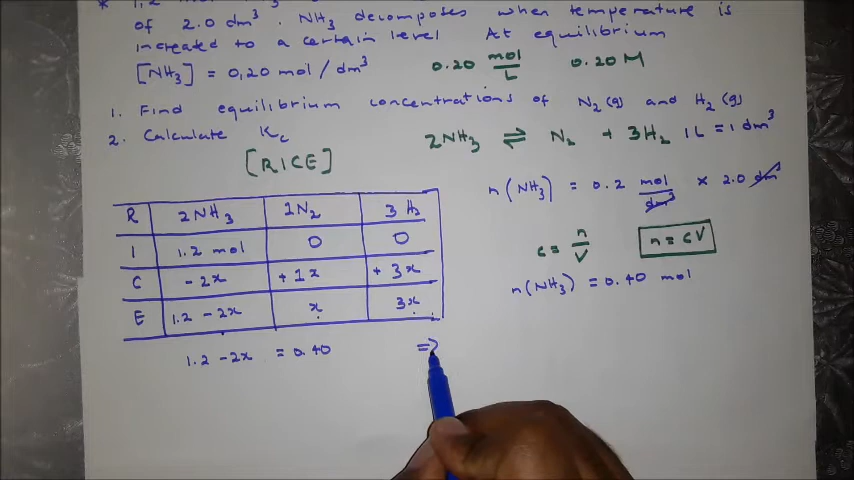 * 1.2 mol
of 2.0 dm³. NH₃ decomposes when temperature is
increased to a certain level At equilibrium
[NH₃] = 0,20 mol/dm³ 0.20 mol/L 0.20 M
1. Find equilibrium concentrations of N₂(g) and H₂(g)
2. Calculate Kc 2NH₃ ⇌ N₂ + 3H₂ 1L = 1 dm³
[RICE]
R 2NH₃ 1N₂ 3H₂
I 1.2 mol 0 0
C -2x +1x +3x
E 1.2 - 2x x 3x
1.2 - 2x = 0.40 =>
n(NH₃) = 0.2 mol/dm³ × 2.0 dm³
c = n/V n = cV
n(NH₃) = 0.40 mol